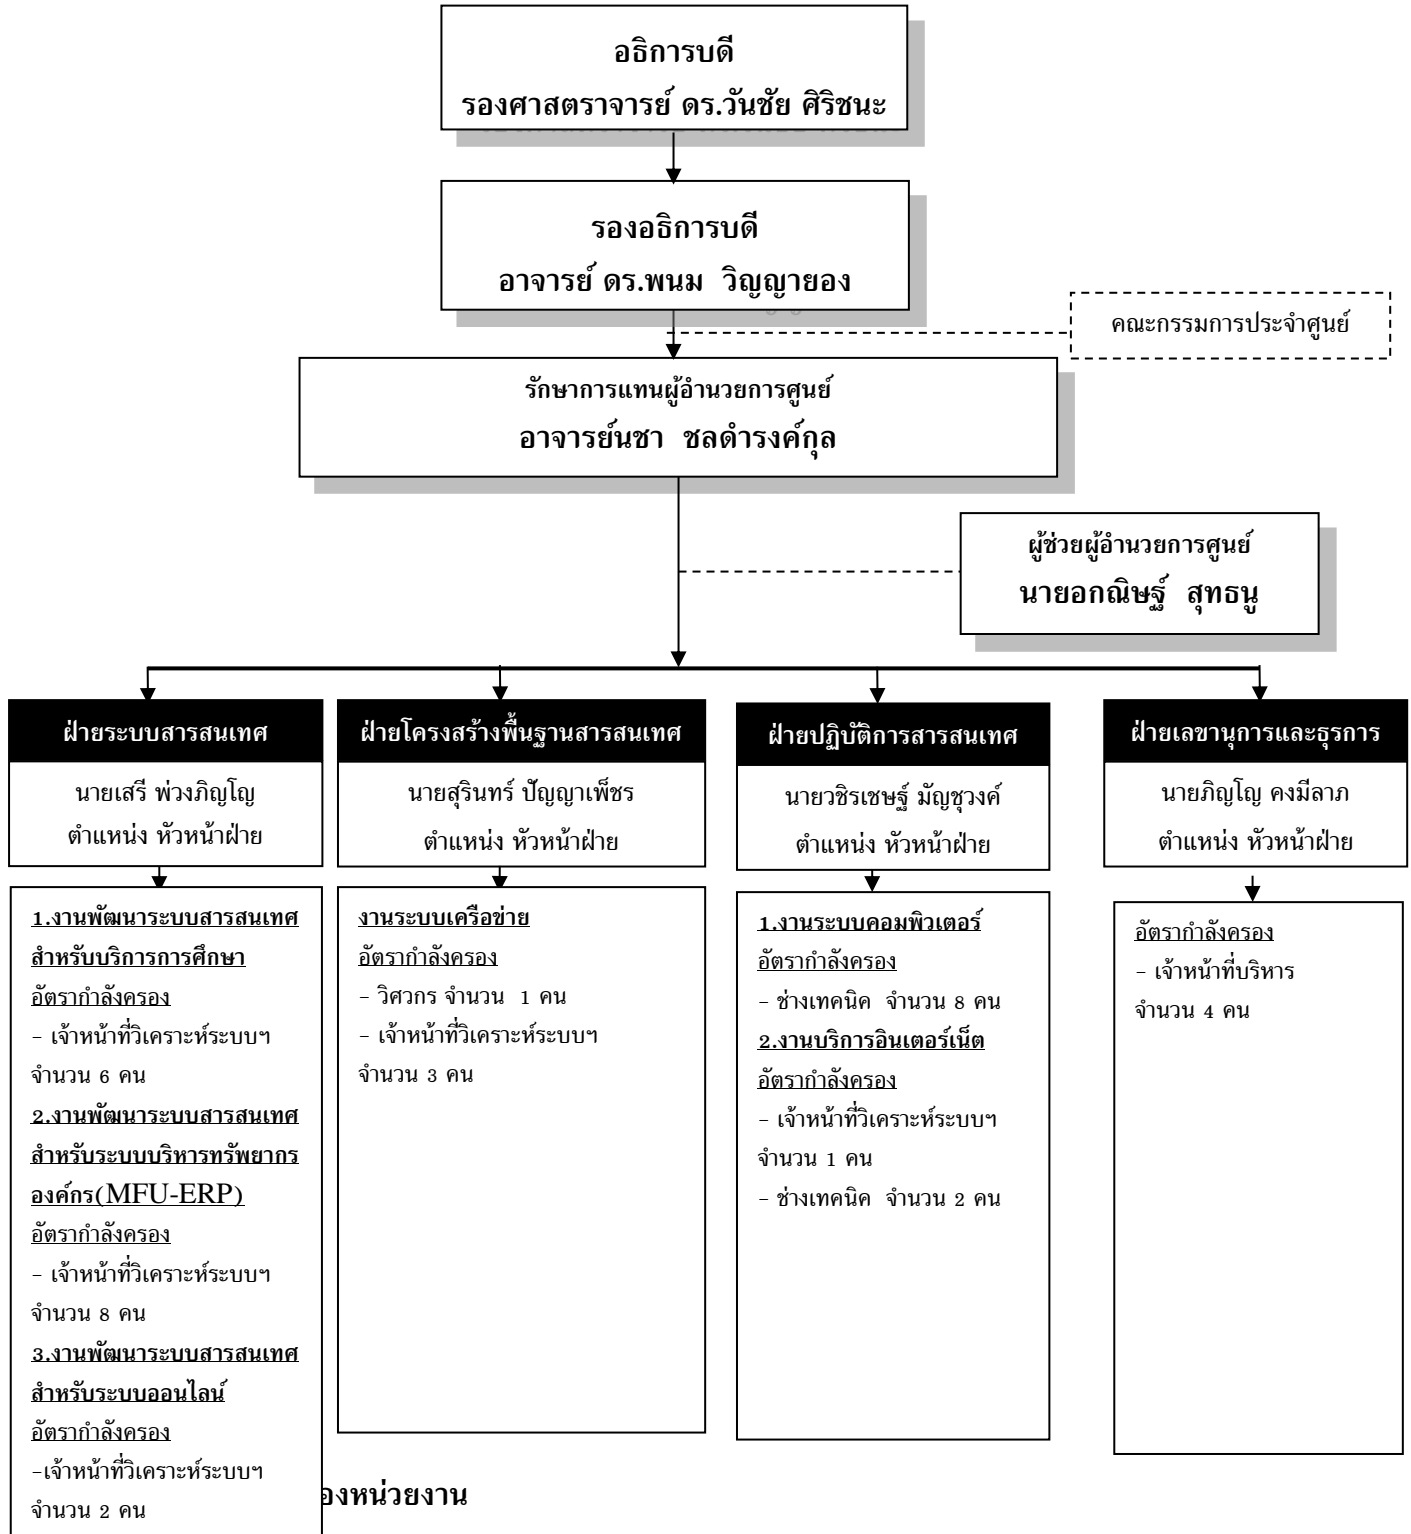 อธิการบดี
รองศาสตราจารย์ ดร.วันชัย ศิริชนะ
รองอธิการบดี
อาจารย์ ดร.พนม  วิญญายอง
คณะกรรมการประจำศูนย์
รักษาการแทนผู้อำนวยการศูนย์
อาจารย์นชา  ชลดำรงค์กุล
ผู้ช่วยผู้อำนวยการศูนย์
นายอกณิษฐ์  สุทธนู
ฝ่ายระบบสารสนเทศ
นายเสรี พ่วงภิญโญ
ตำแหน่ง หัวหน้าฝ่าย
1.งานพัฒนาระบบสารสนเทศ
สำหรับบริการการศึกษา
อัตรากำลังครอง
- เจ้าหน้าที่วิเคราะห์ระบบฯ
จำนวน 6 คน
2.งานพัฒนาระบบสารสนเทศ
สำหรับระบบบริหารทรัพยากร
องค์กร(MFU-ERP)
อัตรากำลังครอง
- เจ้าหน้าที่วิเคราะห์ระบบฯ
จำนวน 8 คน
3.งานพัฒนาระบบสารสนเทศ
สำหรับระบบออนไลน์
อัตรากำลังครอง
-เจ้าหน้าที่วิเคราะห์ระบบฯ
จำนวน 2 คน
ฝ่ายโครงสร้างพื้นฐานสารสนเทศ
นายสุรินทร์ ปัญญาเพ็ชร
ตำแหน่ง หัวหน้าฝ่าย
งานระบบเครือข่าย
อัตรากำลังครอง
- วิศวกร จำนวน  1 คน
- เจ้าหน้าที่วิเคราะห์ระบบฯ
จำนวน 3 คน
ฝ่ายปฏิบัติการสารสนเทศ
นายวชิรเชษฐ์ มัญชุวงค์
ตำแหน่ง หัวหน้าฝ่าย
1.งานระบบคอมพิวเตอร์
อัตรากำลังครอง
- ช่างเทคนิค  จำนวน 8 คน
2.งานบริการอินเตอร์เน็ต
อัตรากำลังครอง
- เจ้าหน้าที่วิเคราะห์ระบบฯ
จำนวน 1 คน
- ช่างเทคนิค  จำนวน 2 คน
ฝ่ายเลขานุการและธุรการ
นายภิญโญ คงมีลาภ
ตำแหน่ง หัวหน้าฝ่าย
อัตรากำลังครอง
- เจ้าหน้าที่บริหาร
จำนวน 4 คน
องหน่วยงาน